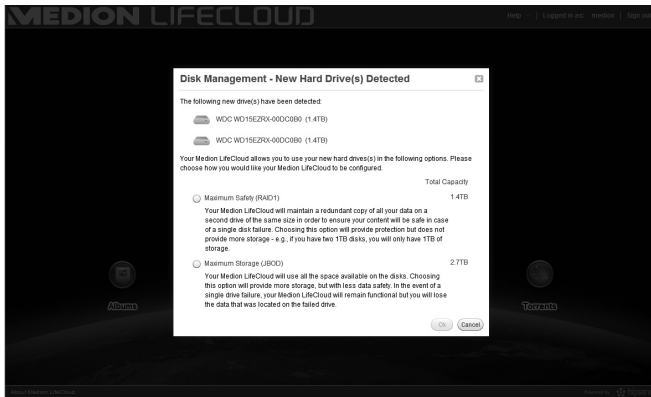 MEDION LIFECLOUD
Help | Logged in as: medion | Sign out
Disk Management - New Hard Drive(s) Detected
The following new drive(s) have been detected:
WDC WD15EZRX-00DC0B0 (1.4TB)
WDC WD15EZRX-00DC0B0 (1.4TB)
Your Medion LifeCloud allows you to use your new hard drives(s) in the following options. Please
choose how you would like your Medion LifeCloud to be configured.
Total Capacity
Maximum Safety (RAID1) 1.4TB
Your Medion LifeCloud will maintain a redundant copy of all your data on a
second drive of the same size in order to ensure your content will be safe in case
of a single disk failure. Choosing this option will provide protection but does not
provide more storage - e.g., if you have two 1TB disks, you will only have 1TB of
storage.
Maximum Storage (JBOD) 2.7TB
Your Medion LifeCloud will use all the space available on the disks. Choosing
this option will provide more storage, but with less data safety. In the event of a
single drive failure, your Medion LifeCloud will remain functional but you will lose
the data that was located on the failed drive.
Albums
Torrents
Ok Cancel
About Medion LifeCloud
Powered by